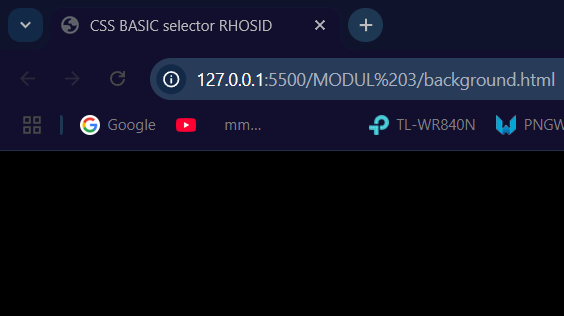 CSS BASIC selector RHOSID
127.0.0.1:5500/MODUL%203/background.html
Google mm... TL-WR840N PNGW